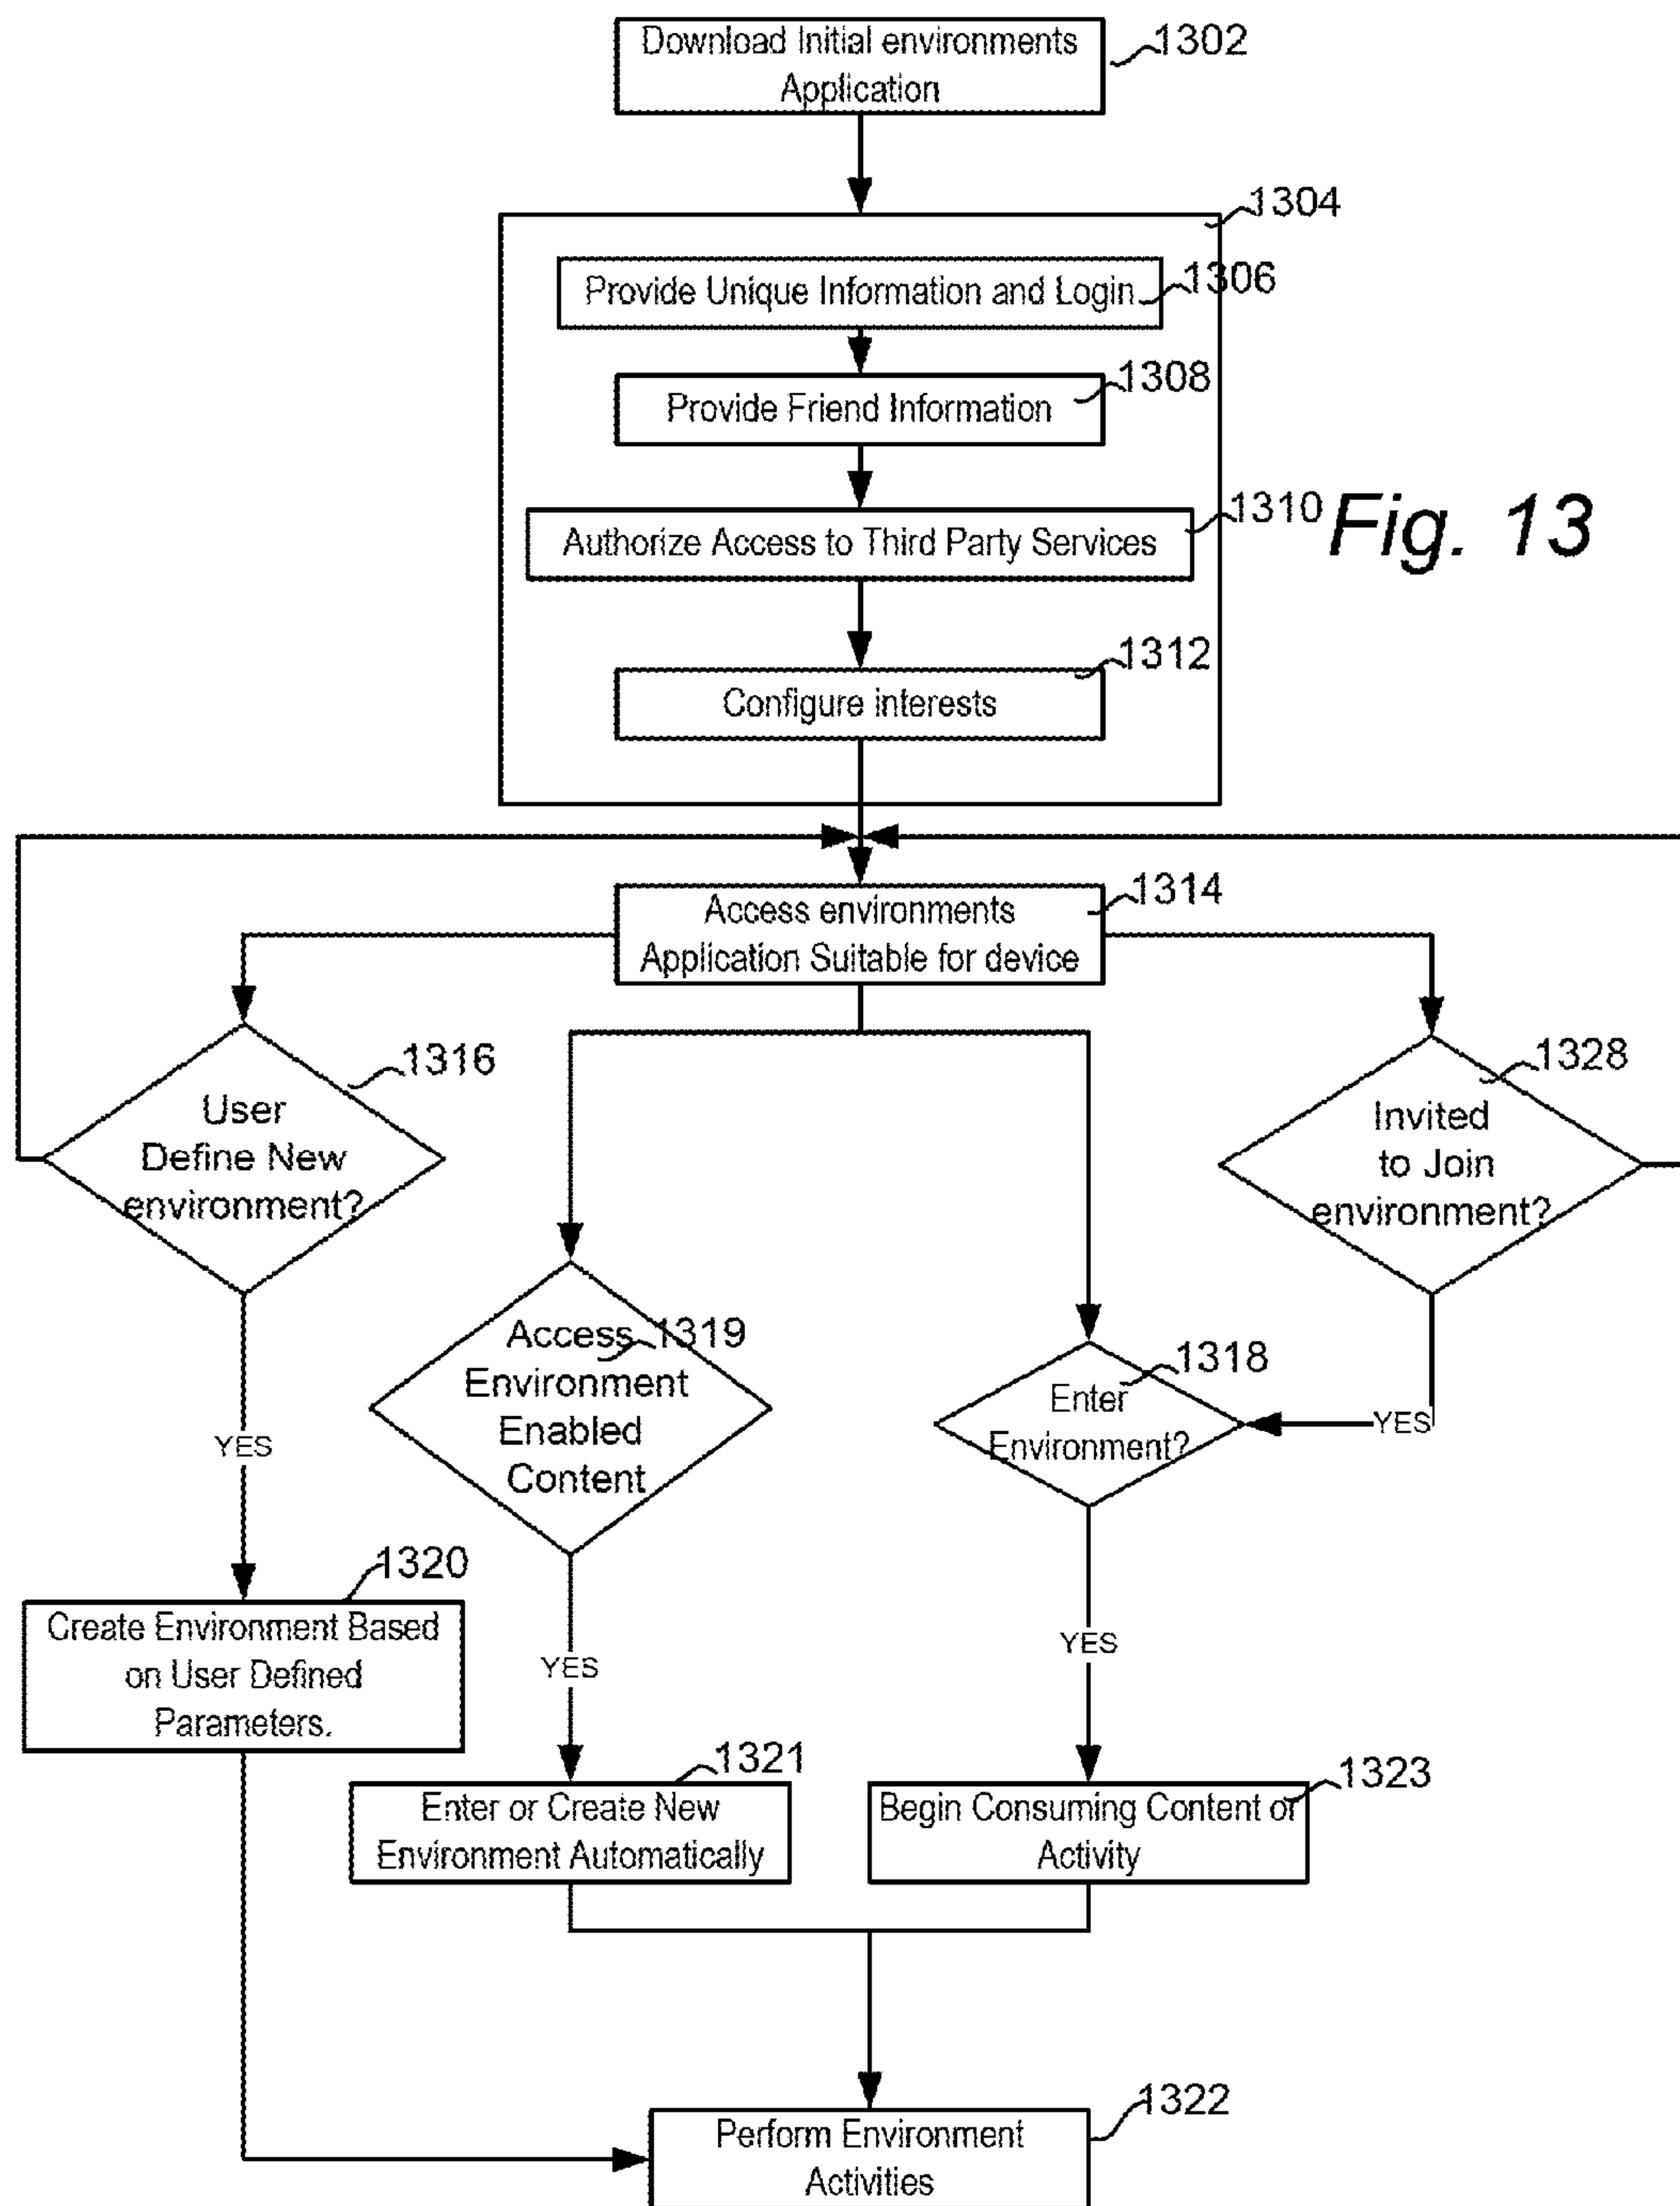 Download Initial environments
Application
1302
1304
Provide Unique Information and Login
1306
Provide Friend Information
1308
Authorize Access to Third Party Services
1310
Fig. 13
Configure interests
1312
Access environments
Application Suitable for device
1314
User
Define New
environment?
1316
Invited
to Join
environment?
1328
Access
Environment
Enabled
Content
1319
Enter
Environment?
1318
YES
YES
YES
YES
Create Environment Based
on User Defined
Parameters.
1320
Enter or Create New
Environment Automatically
1321
Begin Consuming Content or
Activity
1323
Perform Environment
Activities
1322